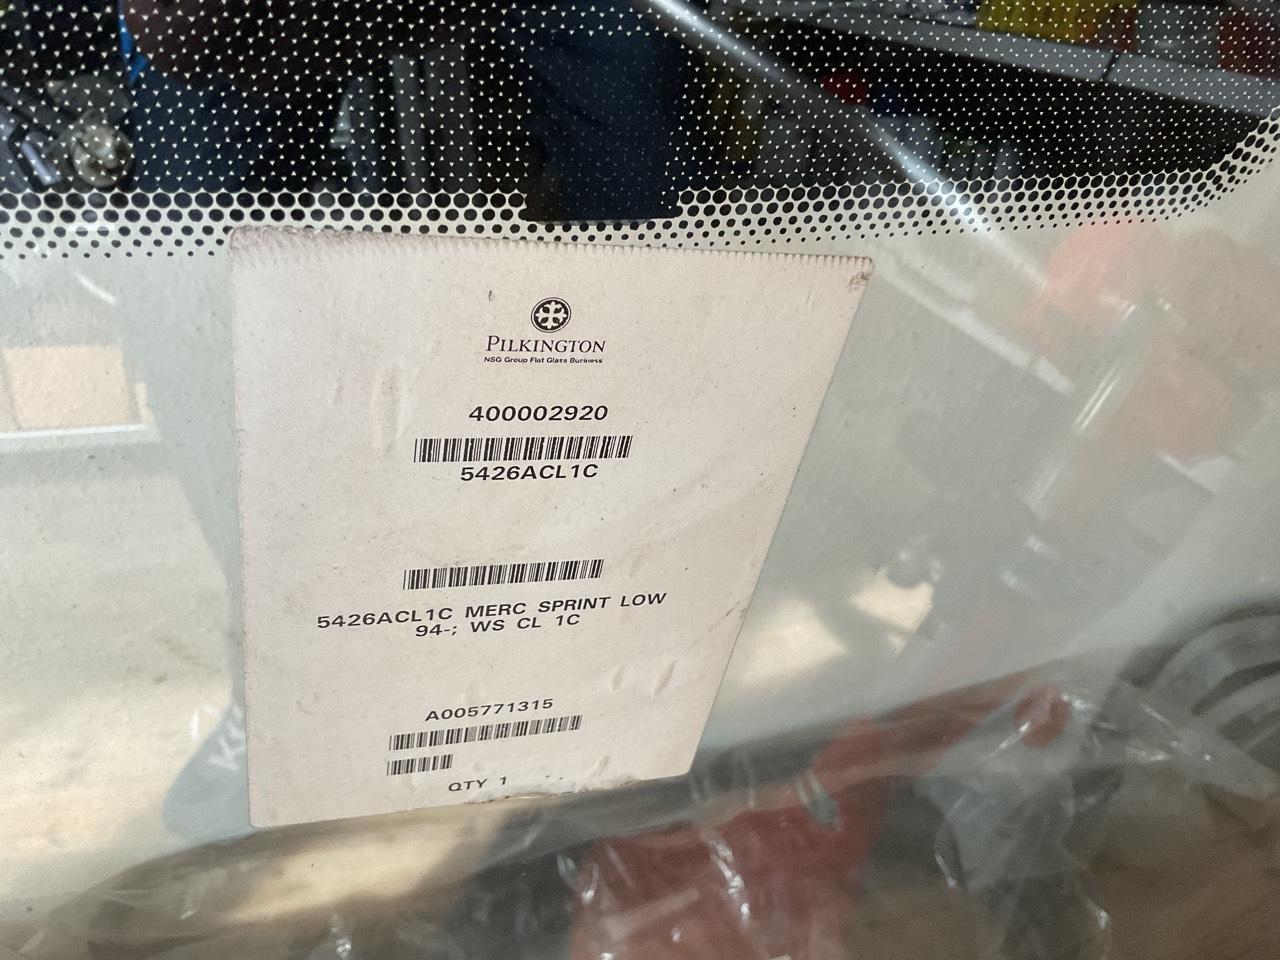 PILKINGTON
NSG Group Flat Glass Business
400002920
5426ACL1C
5426ACL1C MERC SPRINT LOW
94-; WS CL 1C
A005771315
QTY 1